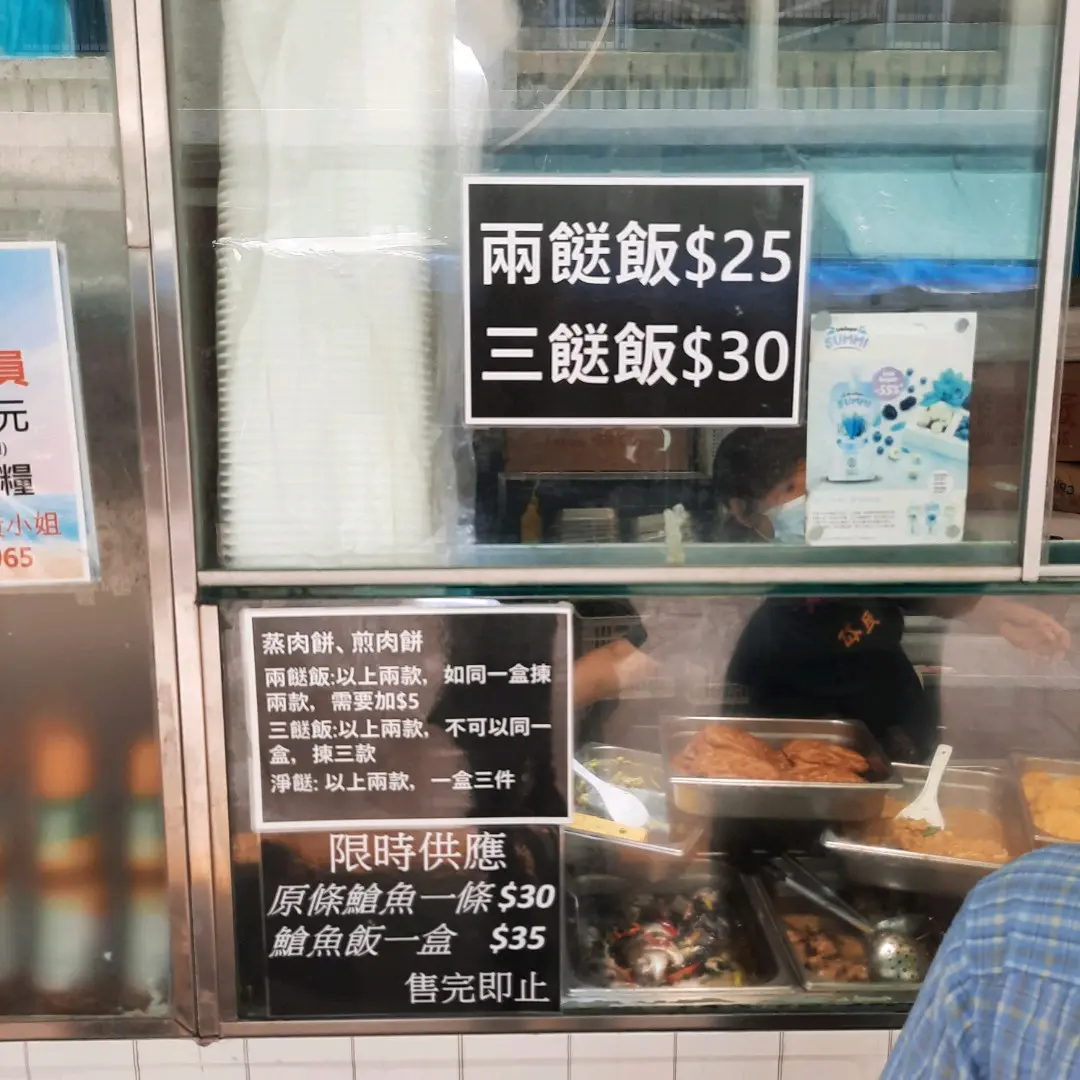 兩餸飯$25
三餸飯$30
SUMMI
員
元
糧
小姐
065
蒸肉餅、煎肉餅
兩餸飯:以上兩款，如同一盒揀
兩款，需要加$5
三餸飯:以上兩款，不可以同一
盒，揀三款
淨餸: 以上兩款，一盒三件
限時供應
原條鯧魚一條 $30
鯧魚飯一盒 $35
售完即止